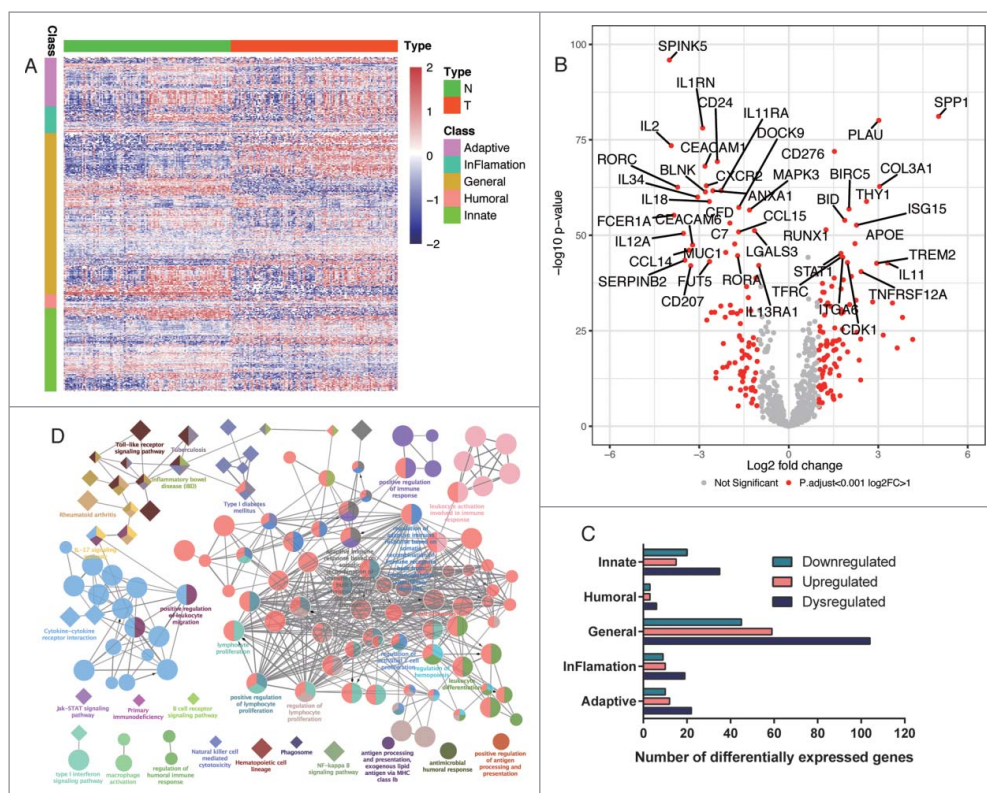 A
Class
Type
2
1
0
−1
−2
Type
N
T
Class
Adaptive
InFlamation
General
Humoral
Innate
B
−log10 p−value
100
75
50
25
0
SPINK5
IL1RN
CD24
IL11RA
SPP1
IL2
DOCK9
PLAU
CEACAM1
CD276
RORC
BLNK
CXCR2
MAPK3
BIRC5
COL3A1
IL34
THY1
IL18
ANXA1
BID
ISG15
FCER1A
CEACAM6
CFD
CCL15
IL12A
C7
RUNX1
APOE
MUC1
LGALS3
TREM2
CCL14
STAT1
IL11
SERPINB2
FUT5
RORA
TFRC
TNFRSF12A
CD207
IL13RA1
ITGA6
CDK1
−6
−3
0
3
6
Log2 fold change
Not Significant
P.adjust<0.001 log2FC>1
C
Innate
Humoral
General
InFlamation
Adaptive
Downregulated
Upregulated
Dysregulated
0 20 40 60 80 100 120
Number of differentially expressed genes
D
Toll-like receptor
signaling pathway
Tuberculosis
Inflammatory bowel
disease (IBD)
Rheumatoid arthritis
Type I diabetes
mellitus
positive regulation
of immune
response
leukocyte activation
involved in immune
response
IL-17 signaling
positive regulation
of leukocyte
migration
Cytokine-cytokine
receptor interaction
lymphocyte
proliferation
positive regulation
of lymphocyte
proliferation
regulation of
lymphocyte
proliferation
regulation of
hemopoiesis
leukocyte
differentiation
Jak-STAT signaling
pathway
Primary
immunodeficiency
B cell receptor
signaling pathway
type I interferon
signaling pathway
macrophage
activation
regulation of
humoral immune
response
Natural killer cell
mediated
cytotoxicity
Hematopoietic cell
lineage
Phagosome
NF-kappa B
signaling pathway
antigen processing
and presentation,
exogenous lipid
antigen via MHC
class Ib
antimicrobial
humoral response
positive regulation
of antigen
processing and
presentation